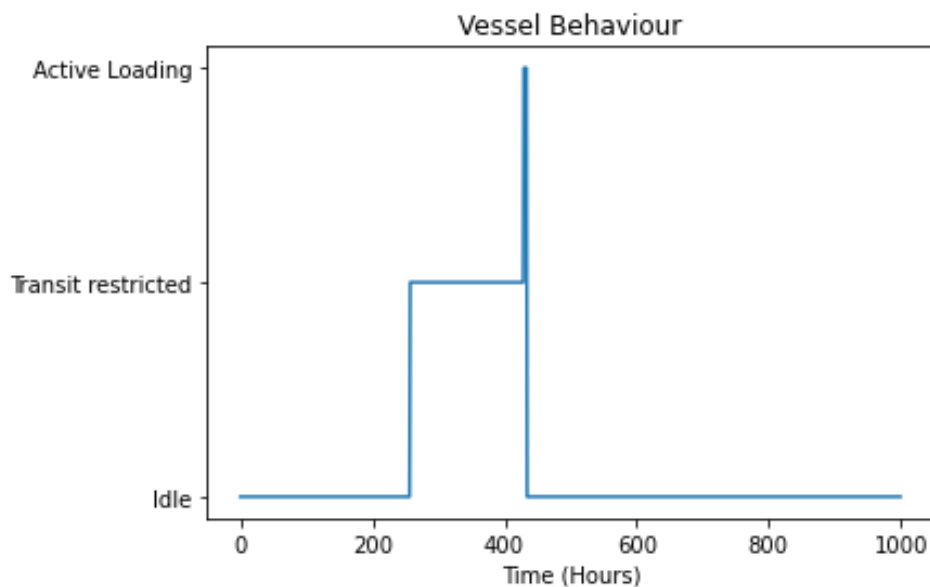 Vessel Behaviour
Active Loading
Transit restricted
Idle
0 200 400 600 800 1000
Time (Hours)